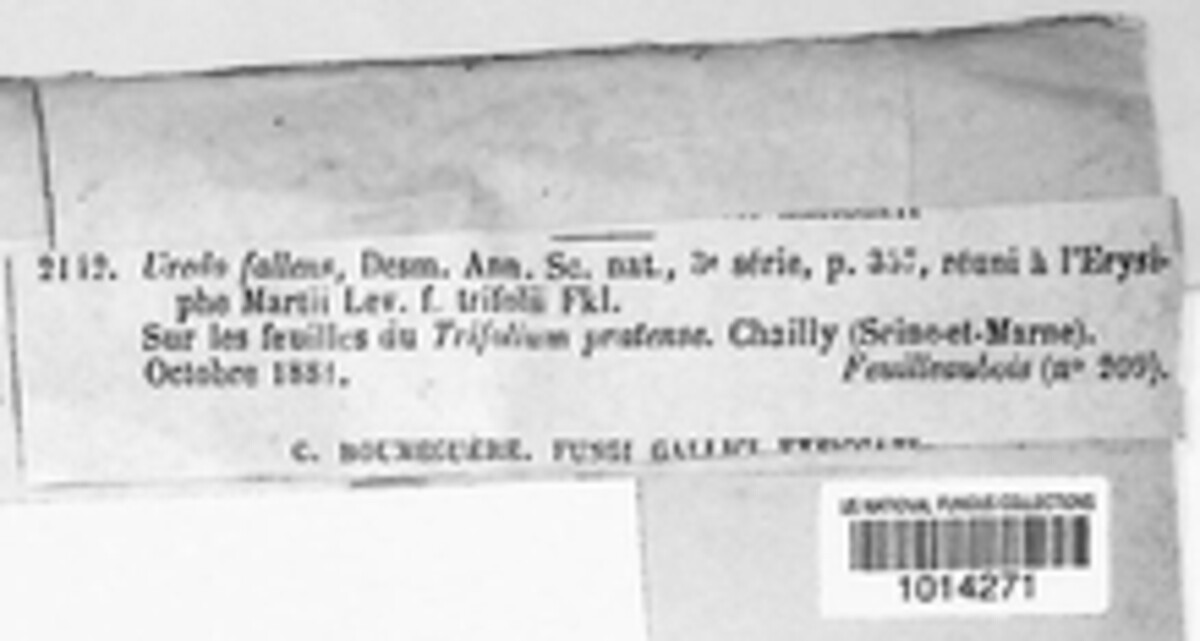 2112. Uredo fallens, Desm. Ann. Sc. nat., 3e série, p. 357, réuni à l'Erysi-
phe Martii Lev. f. trifolii Fkl.
Sur les feuilles du Trifolium pratense. Chailly (Seine-et-Marne).
Octobre 1881.
Feuilleaubois (no 209).
C. ROUMEGUÈRE. FUNGI GALLICI EXSICCATI.
US NATIONAL FUNGUS COLLECTIONS
1014271